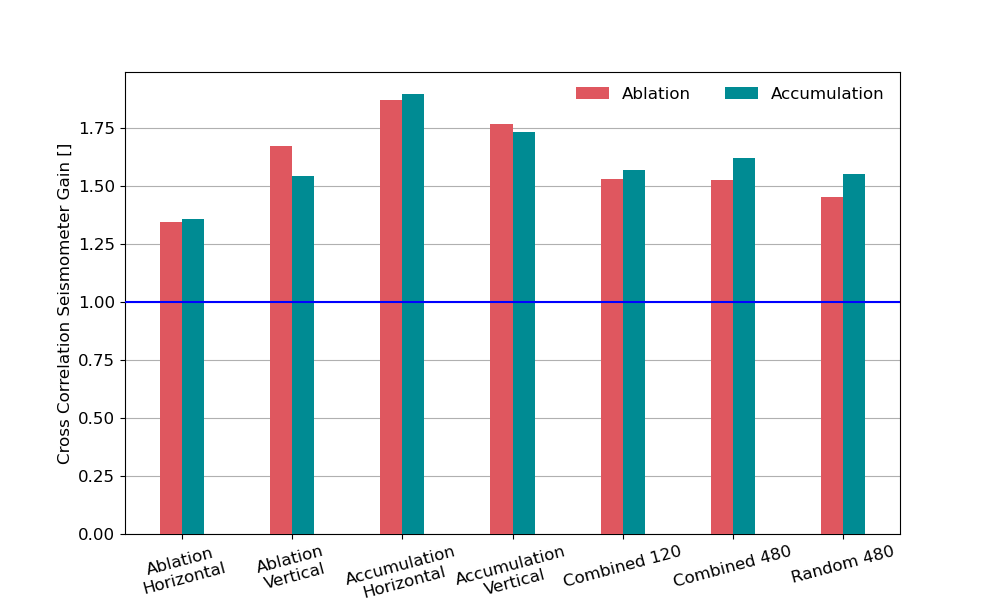 Ablation
Accumulation
Cross Correlation Seismometer Gain []
1.75
1.50
1.25
1.00
0.75
0.50
0.25
0.00
Ablation
Horizontal
Ablation
Vertical
Accumulation
Horizontal
Accumulation
Vertical
Combined 120
Combined 480
Random 480